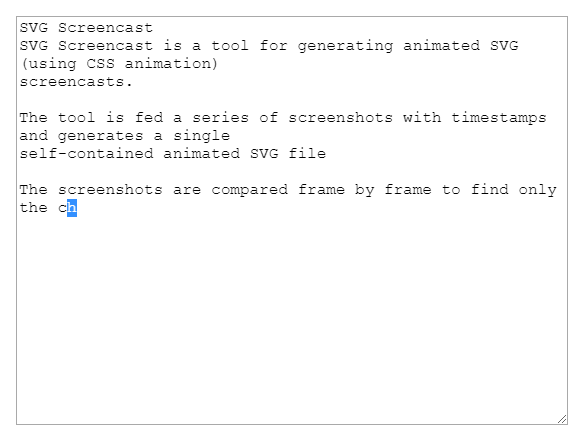 SVG Screencast
SVG Screencast is a tool for generating animated SVG
(using CSS animation)
screencasts.
The tool is fed a series of screenshots with timestamps
and generates a single
self-contained animated SVG file
The screenshots are compared frame by frame to find only
the ch